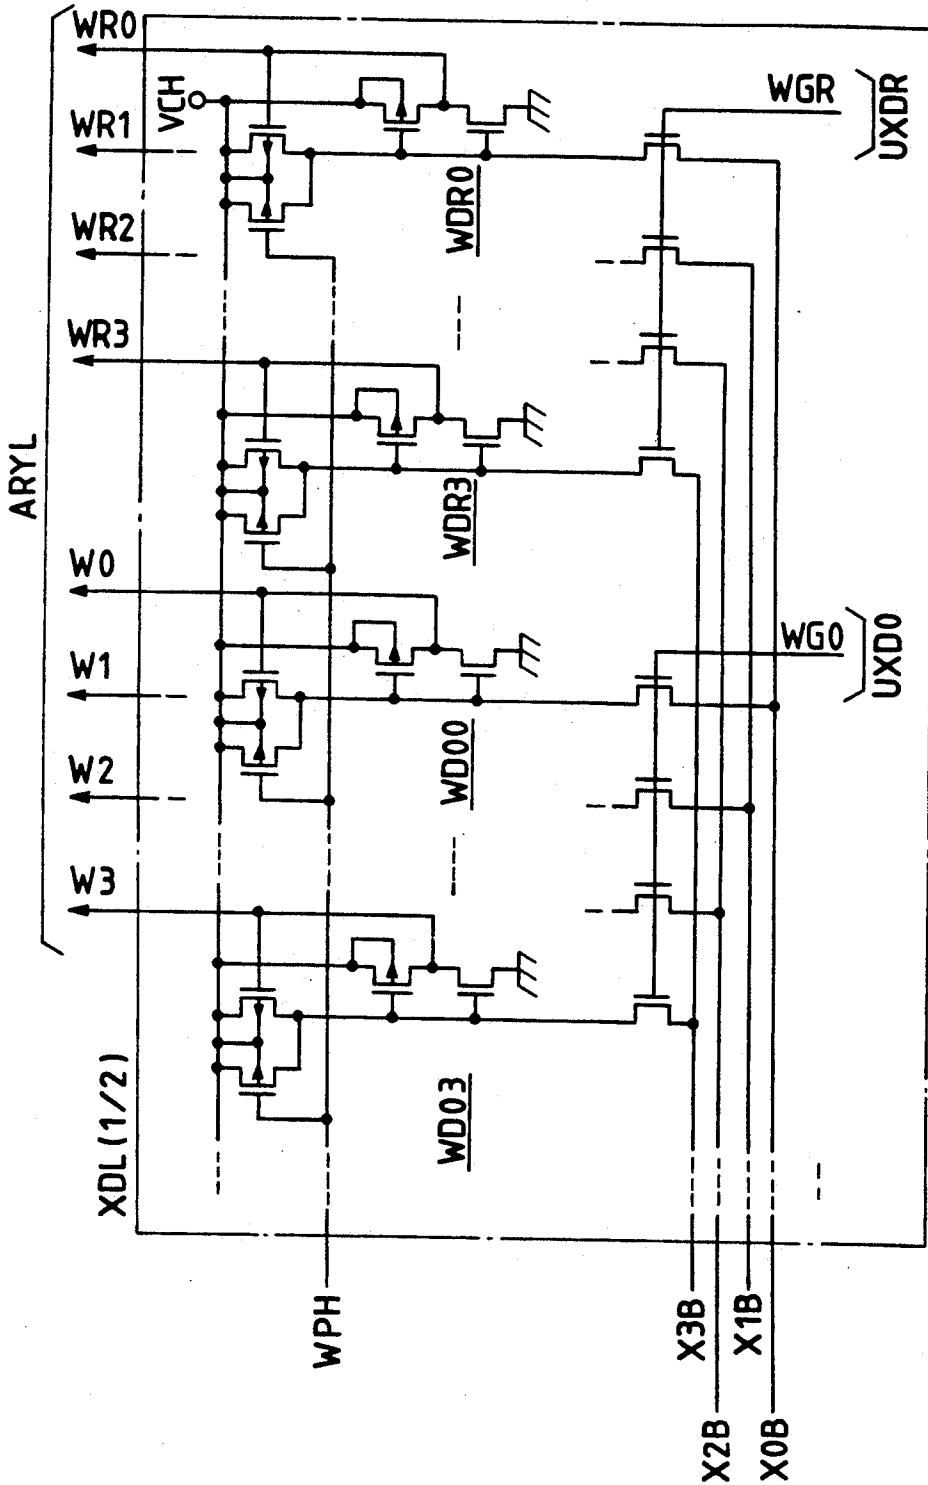 ARYL
WR0
WR1
WR2
WR3
W0
W1
W2
W3
XDL(1/2)
VCH
WDR0
WDR3
WD00
WD03
WPH
WGR
UXDR
WG0
UXD0
X3B
X2B
X1B
X0B